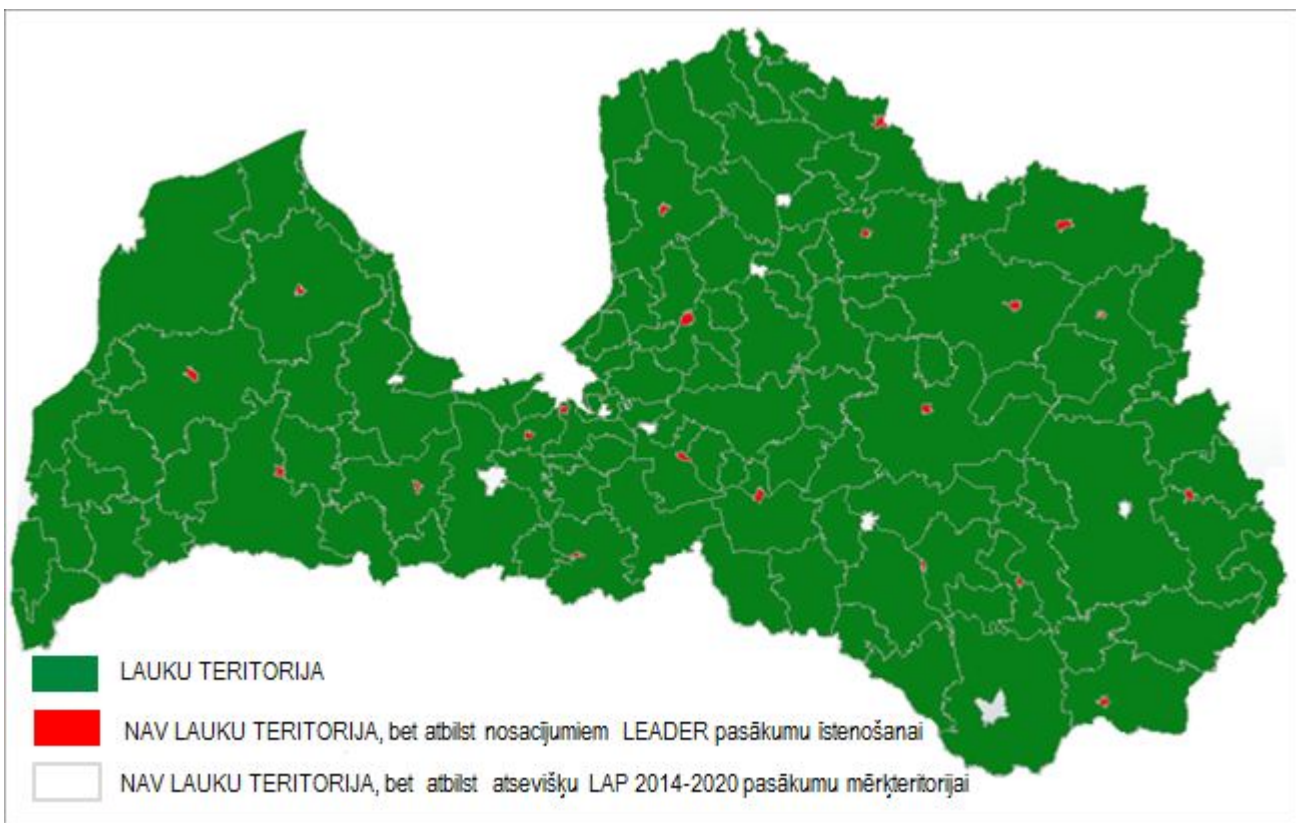 LAUKU TERITORIJA
NAV LAUKU TERITORIJA, bet atbilst nosacījumiem LEADER pasākumu īstenošanai
NAV LAUKU TERITORIJA, bet atbilst atsevišķu LAP 2014-2020 pasākumu mērķteritorijai